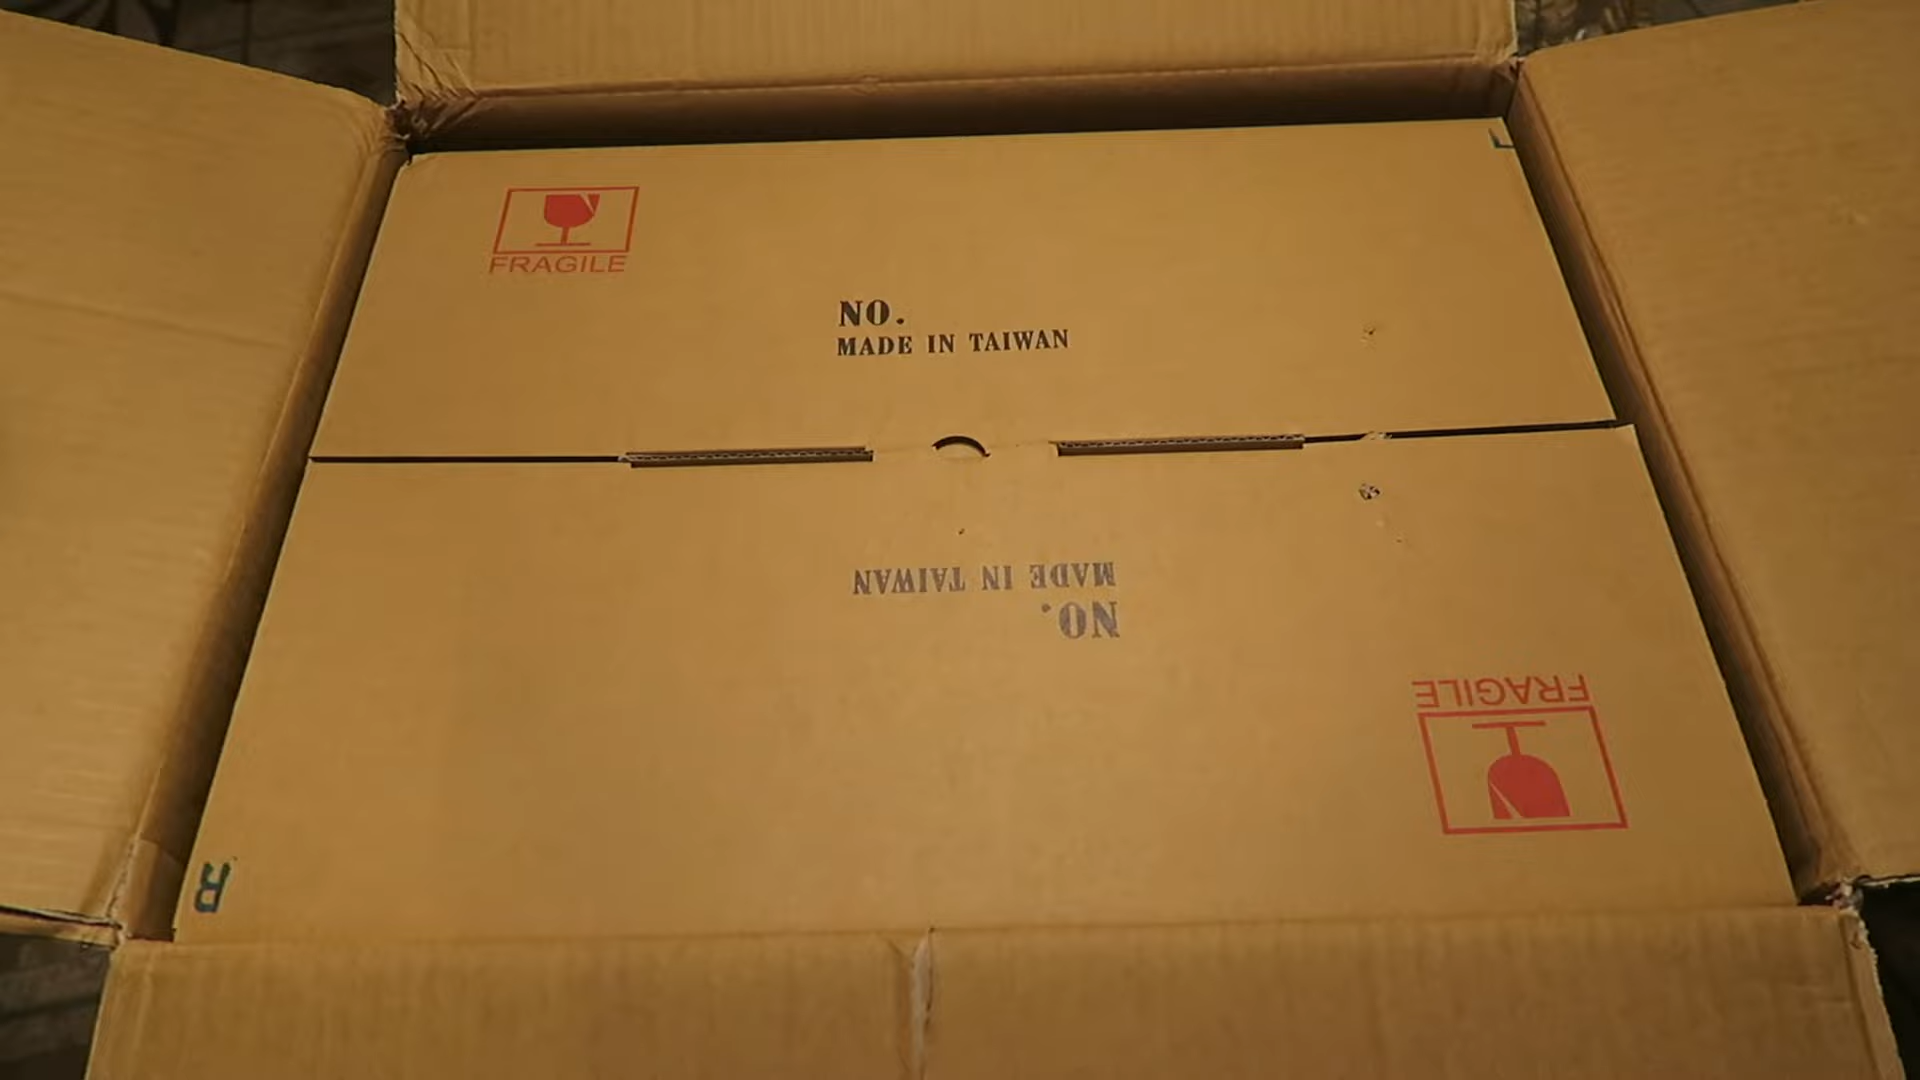 FRAGILE
NO.
MADE IN TAIWAN
L
MADE IN TAIWAN
NO.
FRAGILE
R